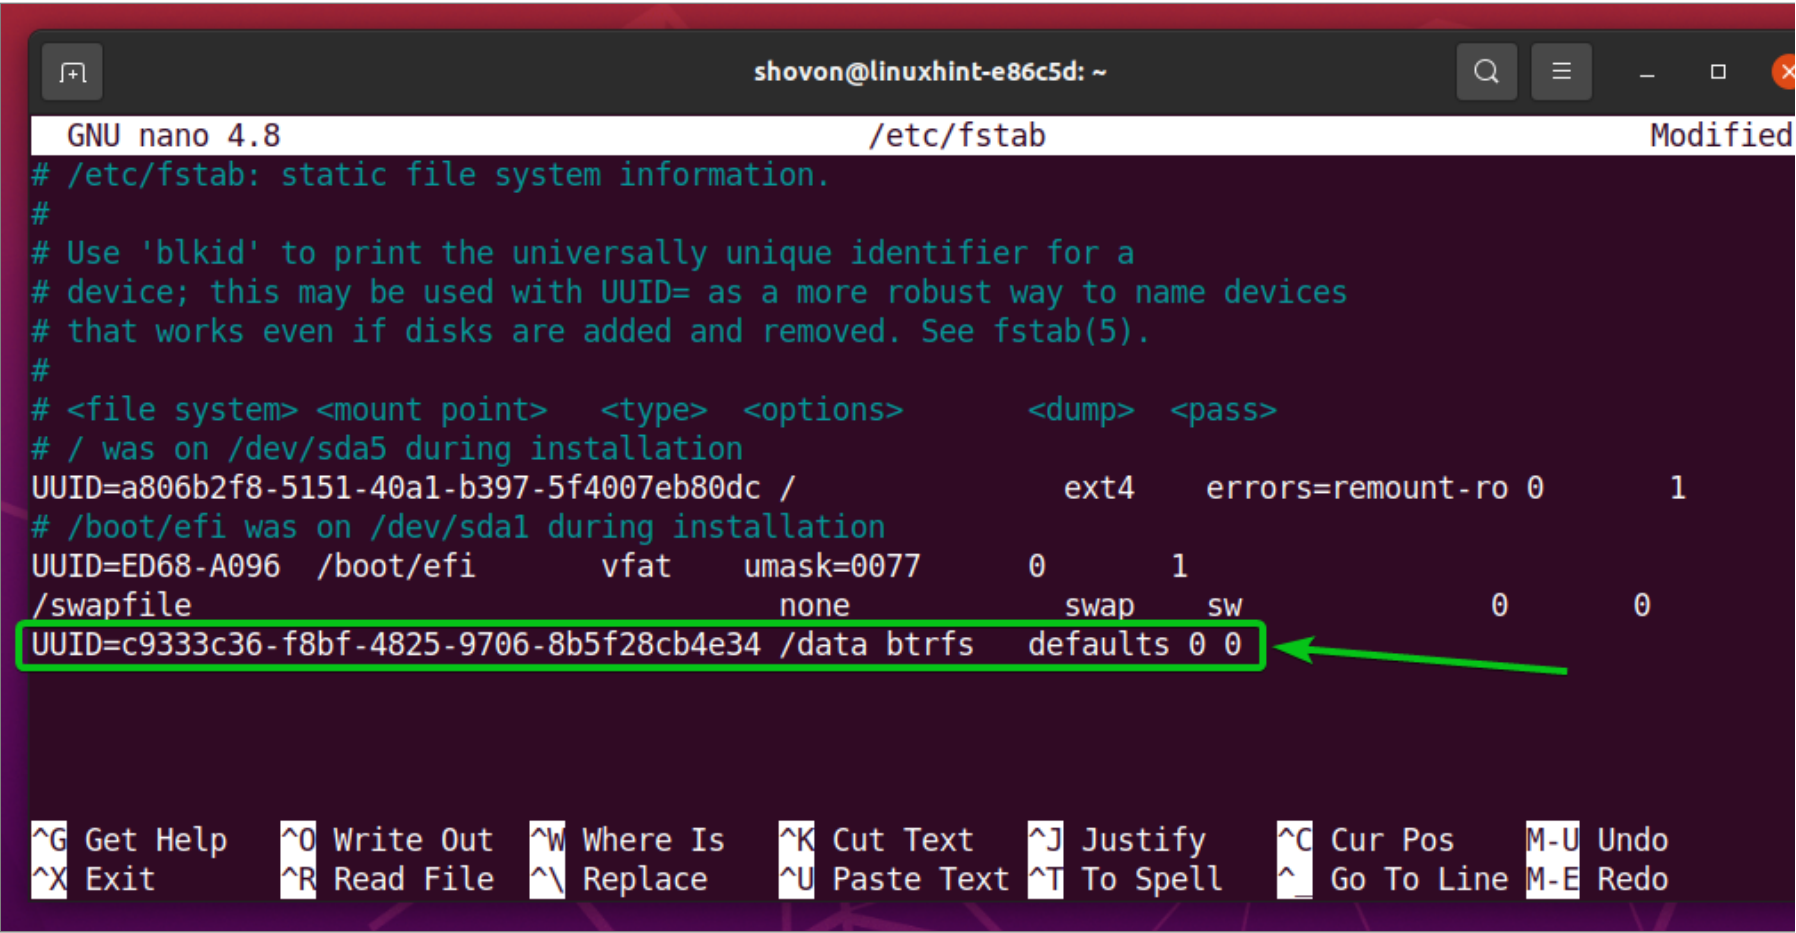 shovon@linuxhint-e86c5d: ~
GNU nano 4.8 /etc/fstab Modified
# /etc/fstab: static file system information.
#
# Use 'blkid' to print the universally unique identifier for a
# device; this may be used with UUID= as a more robust way to name devices
# that works even if disks are added and removed. See fstab(5).
#
# <file system> <mount point> <type> <options> <dump> <pass>
# / was on /dev/sda5 during installation
UUID=a806b2f8-5151-40a1-b397-5f4007eb80dc / ext4 errors=remount-ro 0 1
# /boot/efi was on /dev/sda1 during installation
UUID=ED68-A096 /boot/efi vfat umask=0077 0 1
/swapfile none swap sw 0 0
UUID=c9333c36-f8bf-4825-9706-8b5f28cb4e34 /data btrfs defaults 0 0
^G Get Help ^O Write Out ^W Where Is ^K Cut Text ^J Justify ^C Cur Pos M-U Undo
^X Exit ^R Read File ^\ Replace ^U Paste Text ^T To Spell ^_ Go To Line M-E Redo